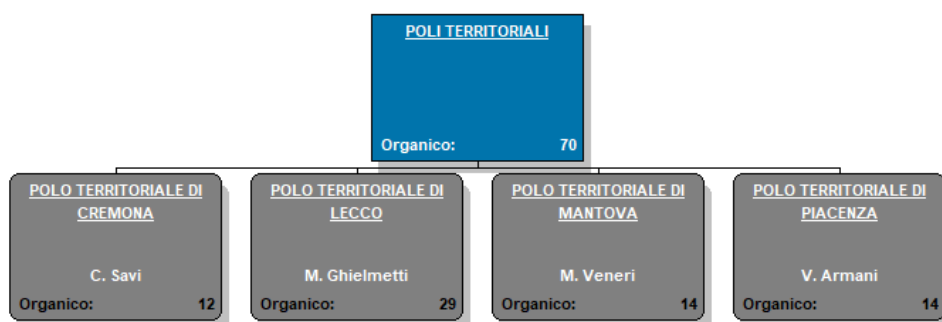 POLI TERRITORIALI
Organico: 70
POLO TERRITORIALE DI
CREMONA
C. Savi
Organico: 12
POLO TERRITORIALE DI
LECCO
M. Ghielmetti
Organico: 29
POLO TERRITORIALE DI
MANTOVA
M. Veneri
Organico: 14
POLO TERRITORIALE DI
PIACENZA
V. Armani
Organico: 14